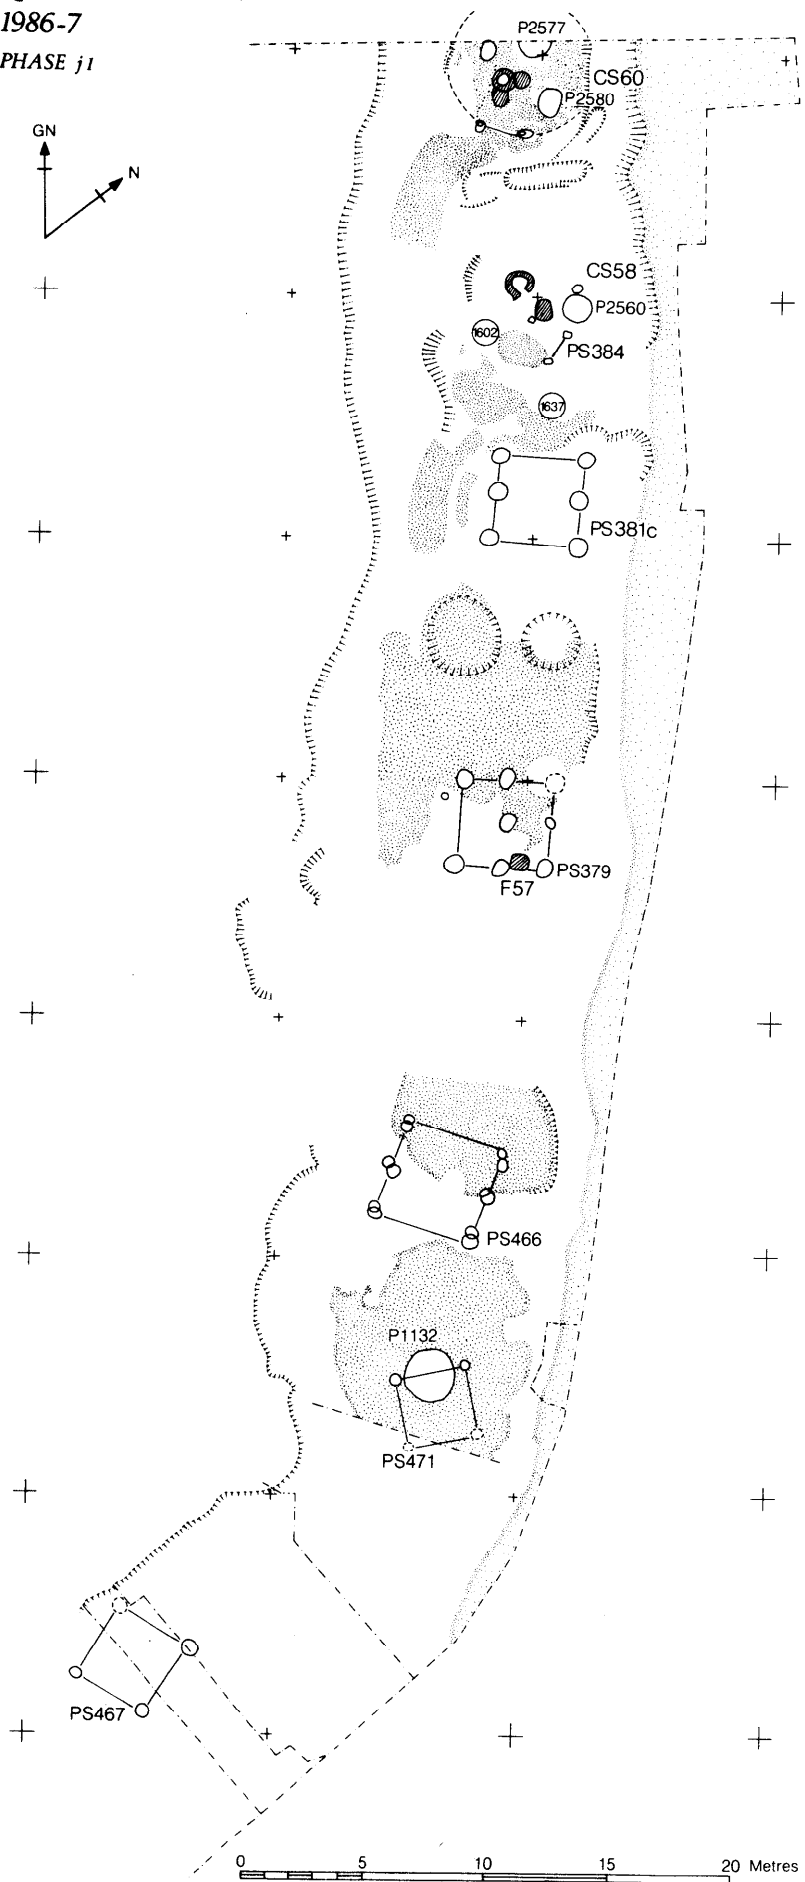 1986-7
PHASE j1
GN
N
P2577
CS60
P2580
CS58
P2560
1602
PS384
1637
PS381c
PS379
F57
PS466
P1132
PS471
PS467
0 5 10 15 20 Metres